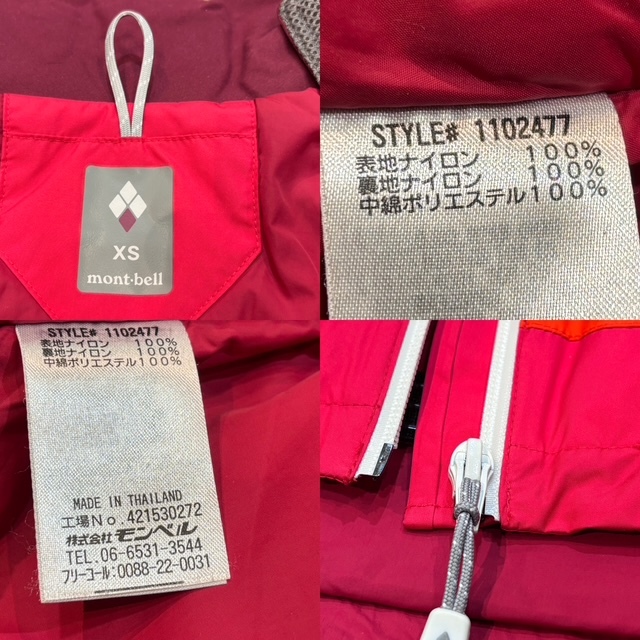 XS
mont-bell
STYLE# 1102477
表地ナイロン 100%
裏地ナイロン 100%
中綿ポリエステル100%
STYLE# 1102477
表地ナイロン 100%
裏地ナイロン 100%
中綿ポリエステル100%
MADE IN THAILAND
工場No.421530272
株式会社モンベル
TEL.06-6531-3544
フリーコール:0088-22-0031